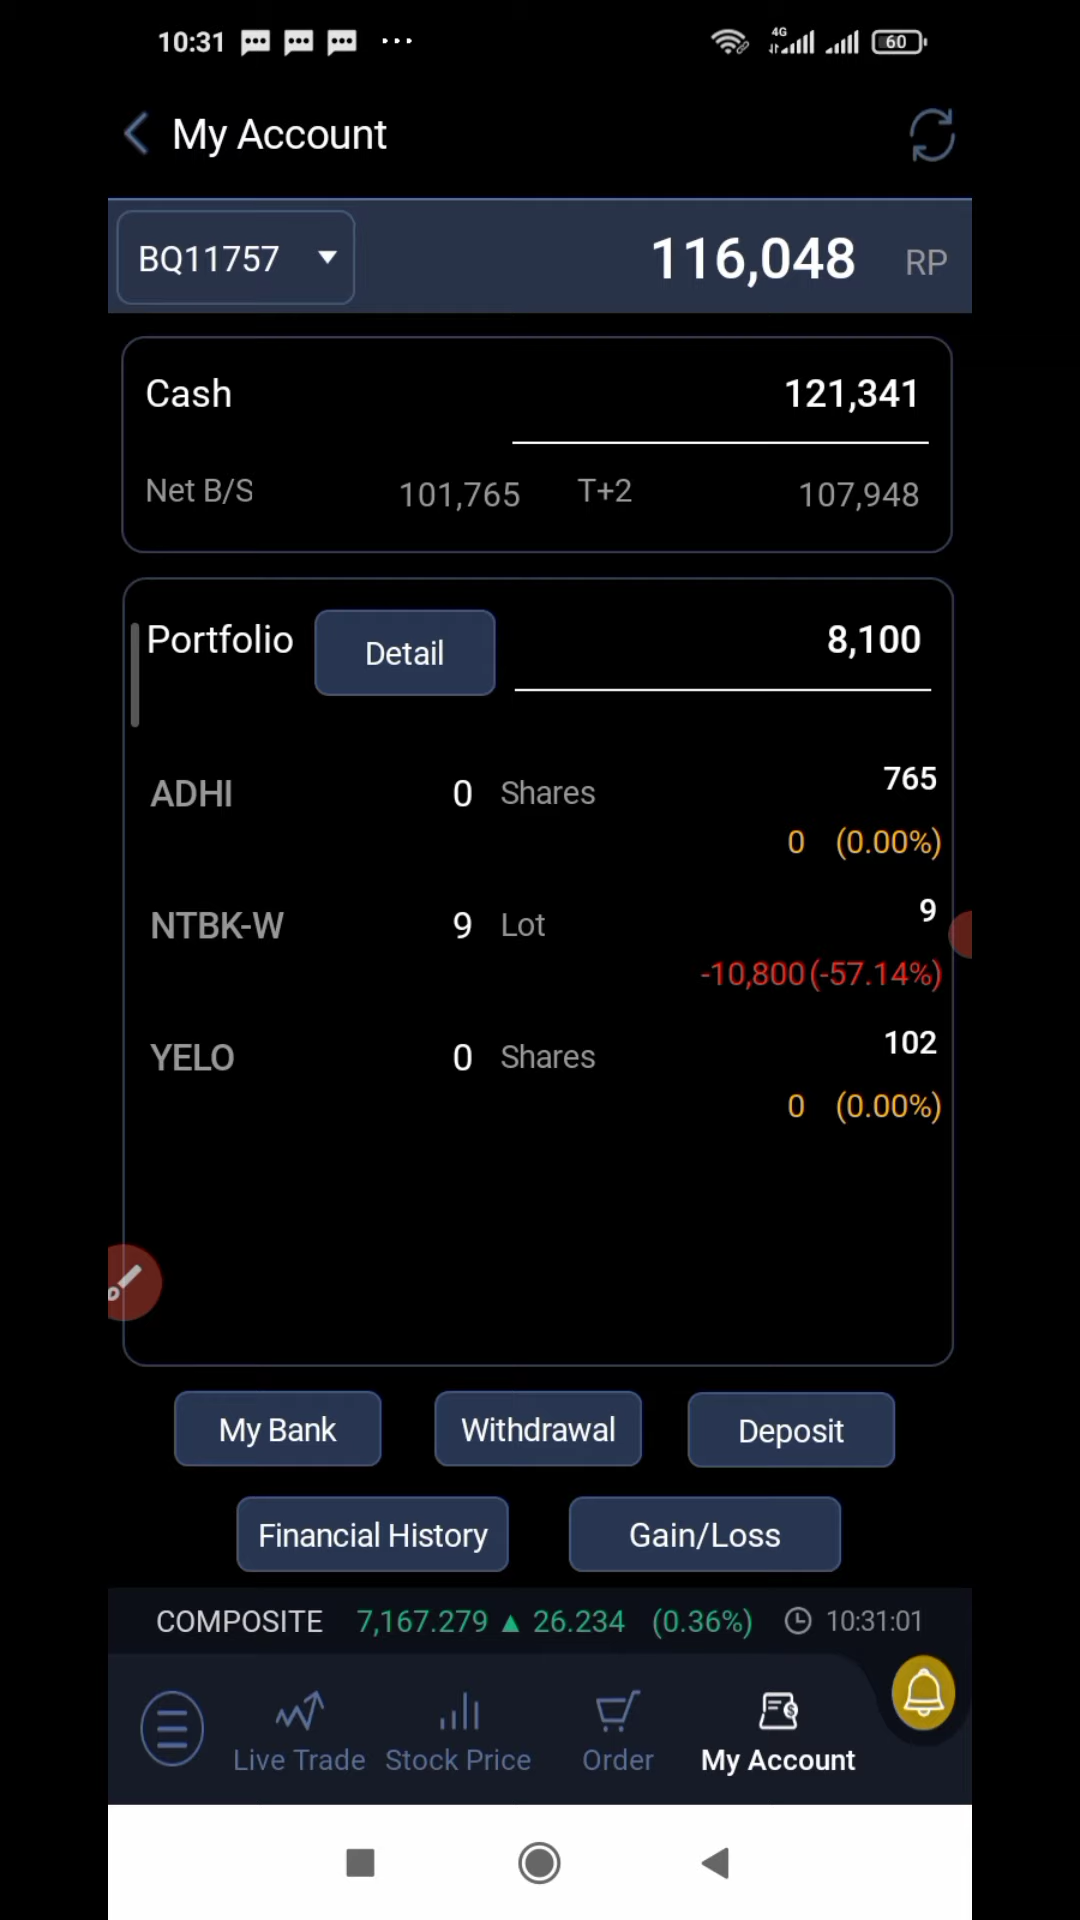 10:31 4G 60
My Account
BQ11757 116,048 RP
Cash 121,341
Net B/S 101,765 T+2 107,948
Portfolio Detail 8,100
ADHI 0 Shares 765
0 (0.00%)
NTBK-W 9 Lot 9
-10,800(-57.14%)
YELO 0 Shares 102
0 (0.00%)
My Bank Withdrawal Deposit
Financial History Gain/Loss
COMPOSITE 7,167.279 ▲ 26.234 (0.36%) 10:31:01
Live Trade Stock Price Order My Account